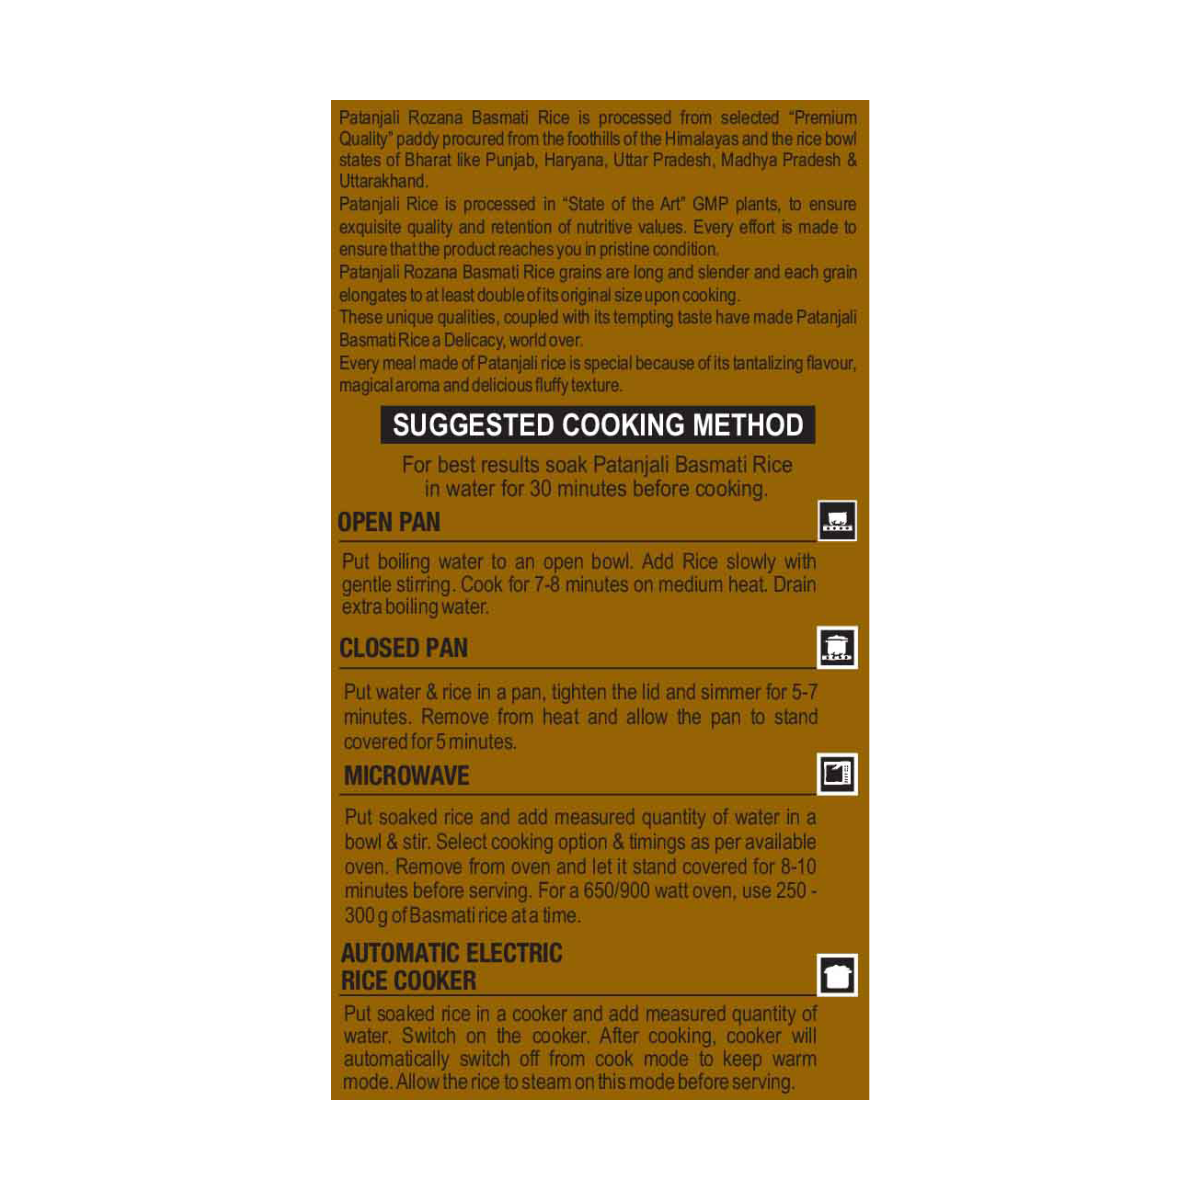 Patanjali Rozana Basmati Rice is processed from selected “Premium
Quality” paddy procured from the foothills of the Himalayas and the rice bowl
states of Bharat like Punjab, Haryana, Uttar Pradesh, Madhya Pradesh &
Uttarakhand.
Patanjali Rice is processed in “State of the Art” GMP plants, to ensure
exquisite quality and retention of nutritive values. Every effort is made to
ensure that the product reaches you in pristine condition.
Patanjali Rozana Basmati Rice grains are long and slender and each grain
elongates to at least double of its original size upon cooking.
These unique qualities, coupled with its tempting taste have made Patanjali
Basmati Rice a Delicacy, world over.
Every meal made of Patanjali rice is special because of its tantalizing flavour,
magical aroma and delicious fluffy texture.
SUGGESTED COOKING METHOD
For best results soak Patanjali Basmati Rice
in water for 30 minutes before cooking.
OPEN PAN
Put boiling water to an open bowl. Add Rice slowly with
gentle stirring. Cook for 7-8 minutes on medium heat. Drain
extra boiling water.
CLOSED PAN
Put water & rice in a pan, tighten the lid and simmer for 5-7
minutes. Remove from heat and allow the pan to stand
covered for 5 minutes.
MICROWAVE
Put soaked rice and add measured quantity of water in a
bowl & stir. Select cooking option & timings as per available
oven. Remove from oven and let it stand covered for 8-10
minutes before serving. For a 650/900 watt oven, use 250 -
300 g of Basmati rice at a time.
AUTOMATIC ELECTRIC
RICE COOKER
Put soaked rice in a cooker and add measured quantity of
water. Switch on the cooker. After cooking, cooker will
automatically switch off from cook mode to keep warm
mode. Allow the rice to steam on this mode before serving.